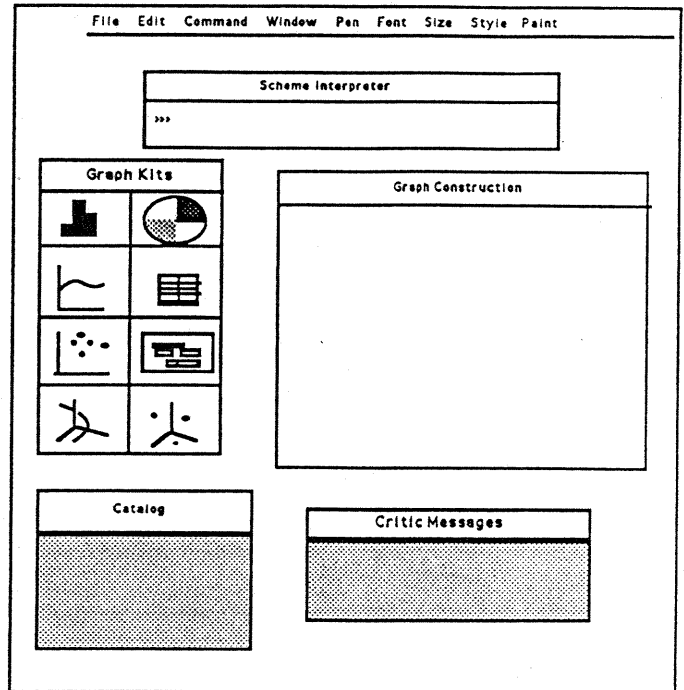 File Edit Command Window Pen Font Size Style Paint
Scheme Interpreter
>>>
Graph Kits
Graph Construction
Catalog
Critic Messages